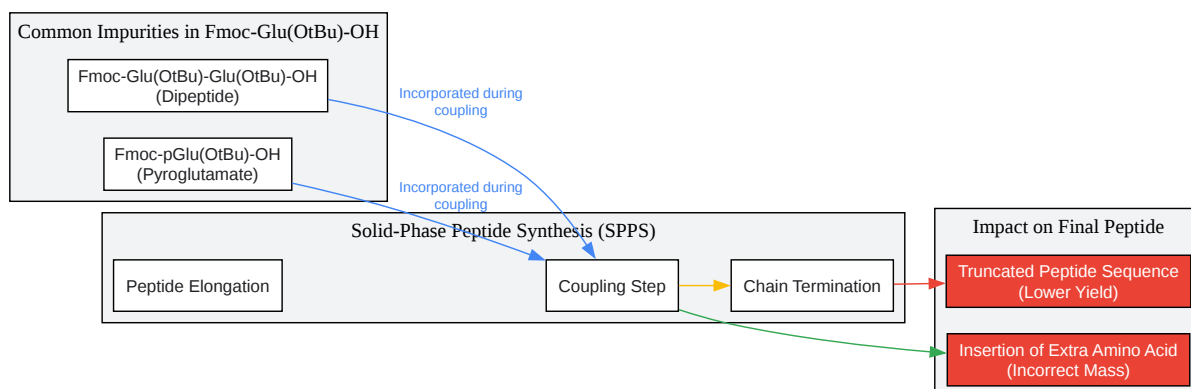 Common Impurities in Fmoc-Glu(OtBu)-OH
Fmoc-Glu(OtBu)-Glu(OtBu)-OH
(Dipeptide)
Incorporated during
coupling
Fmoc-pGlu(OtBu)-OH
(Pyroglutamate)
Incorporated during
coupling
Solid-Phase Peptide Synthesis (SPPS)
Peptide Elongation
Coupling Step
Chain Termination
Impact on Final Peptide
Truncated Peptide Sequence
(Lower Yield)
Insertion of Extra Amino Acid
(Incorrect Mass)